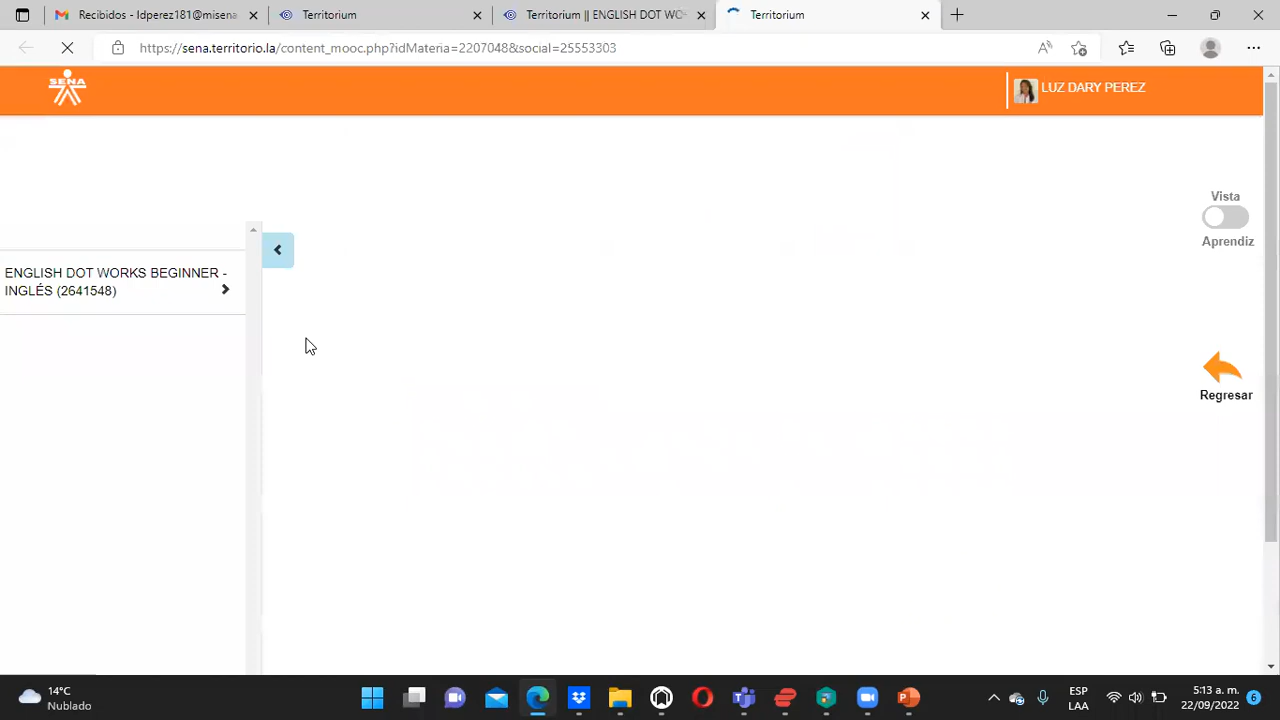 Recibidos - ldperez181@misena
Territorium
Territorium || ENGLISH DOT WO
Territorium
https://sena.territorio.la/content_mooc.php?idMateria=2207048&social=25553303
SENA
LUZ DARY PEREZ
Vista
Aprendiz
ENGLISH DOT WORKS BEGINNER -
INGLÉS (2641548)
Regresar
14°C
Nublado
ESP
LAA
5:13 a. m.
22/09/2022
6